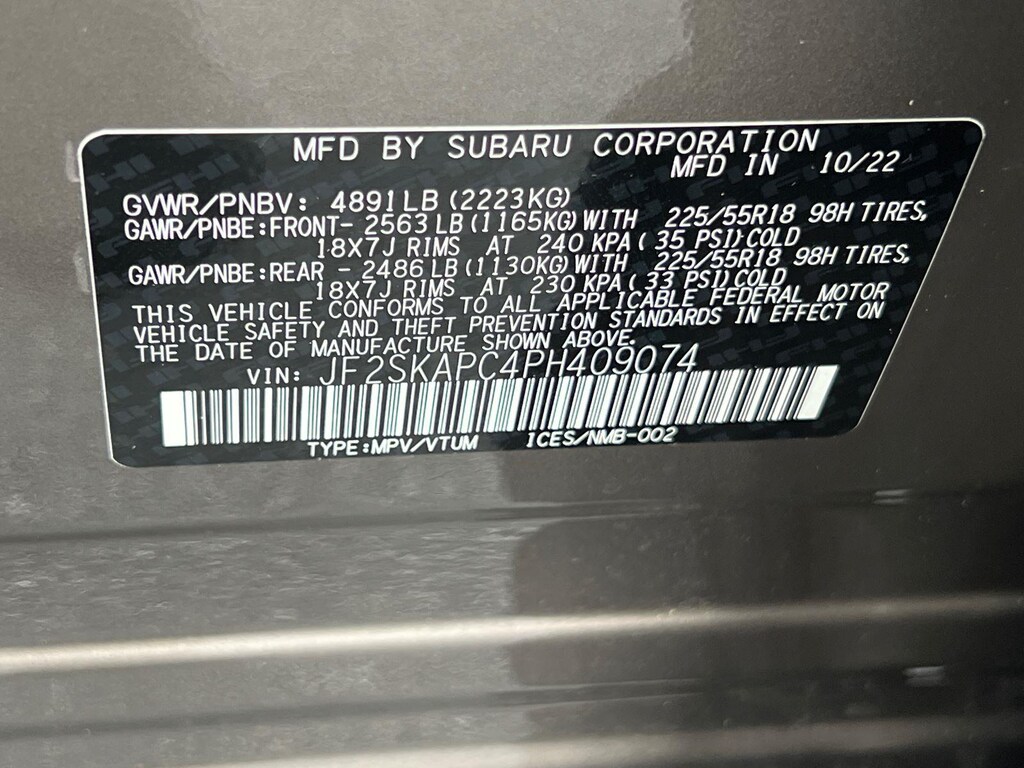 MFD BY SUBARU CORPORATION
MFD IN 10/22
GVWR/PNBV: 4891LB (2223KG)
GAWR/PNBE:FRONT- 2563 LB (1165KG) WITH 225/55R18 98H TIRES,
18X7J RIMS AT 240 KPA ( 35 PSI) COLD
GAWR/PNBE:REAR - 2486 LB (1130KG) WITH 225/55R18 98H TIRES,
18X7J RIMS AT 230 KPA ( 33 PSI) COLD
THIS VEHICLE CONFORMS TO ALL APPLICABLE FEDERAL MOTOR
VEHICLE SAFETY AND THEFT PREVENTION STANDARDS IN EFFECT ON
THE DATE OF MANUFACTURE SHOWN ABOVE.
VIN: JF2SKAPC4PH409074
TYPE:MPV/VTUM ICES/NMB-002